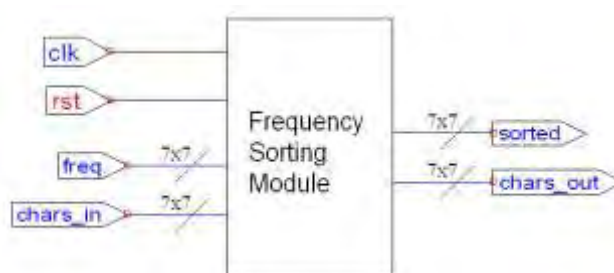 clk
rst
freq
7x7
chars_in
7x7
Frequency
Sorting
Module
7x7
sorted
7x7
chars_out